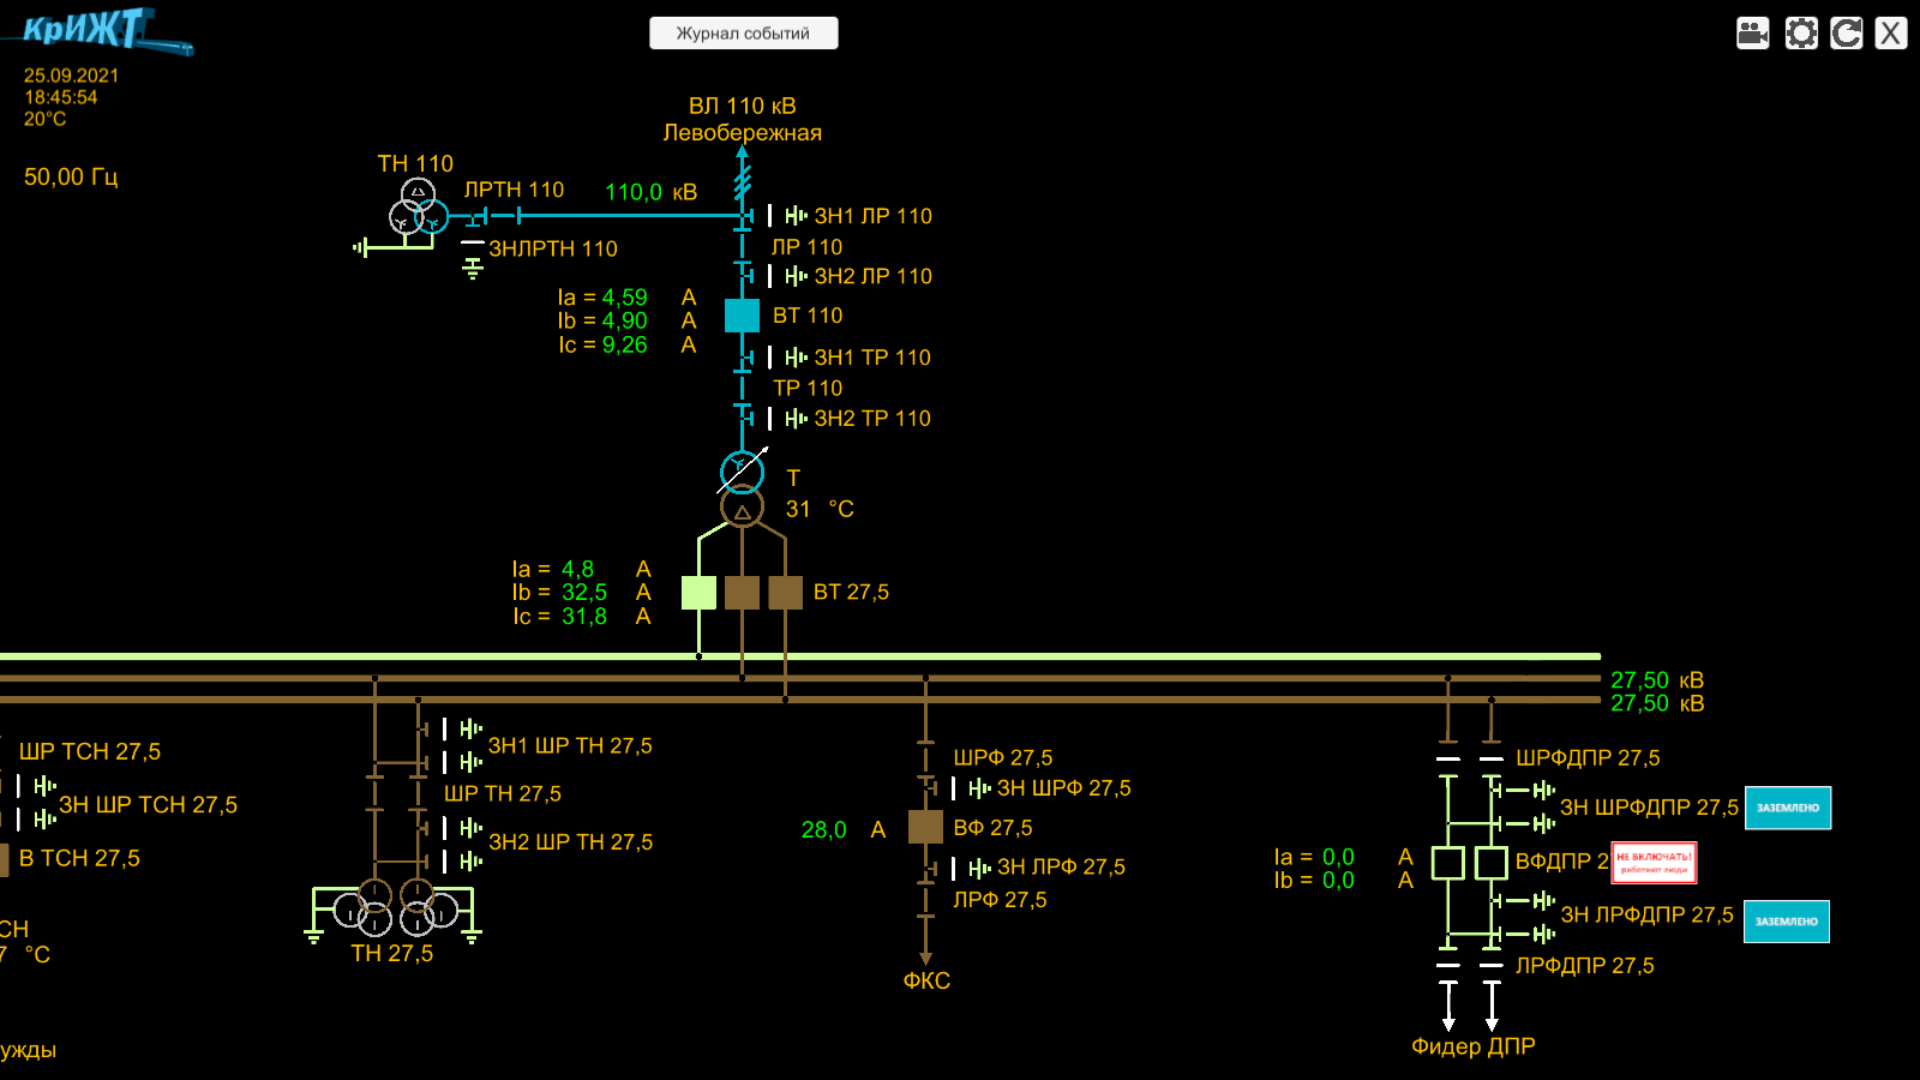 КрИЖТ
Журнал событий
X
25.09.2021
18:45:54
20°C
50,00 Гц
ВЛ 110 кВ
Левобережная
ТН 110
ЛРТН 110
110,0 кВ
ЗНЛРТН 110
ЗН1 ЛР 110
ЛР 110
ЗН2 ЛР 110
Ia = 4,59 А
Ib = 4,90 А
Ic = 9,26 А
ВТ 110
ЗН1 ТР 110
ТР 110
ЗН2 ТР 110
Т
31 °C
Ia = 4,8 А
Ib = 32,5 А
Ic = 31,8 А
ВТ 27,5
27,50 кВ
27,50 кВ
ШР ТСН 27,5
ЗН ШР ТСН 27,5
В ТСН 27,5
СН
7 °C
ужды
ЗН1 ШР ТН 27,5
ШР ТН 27,5
ЗН2 ШР ТН 27,5
ТН 27,5
ШРФ 27,5
ЗН ШРФ 27,5
28,0 А
ВФ 27,5
ЗН ЛРФ 27,5
ЛРФ 27,5
ФКС
ШРФДПР 27,5
ЗН ШРФДПР 27,5
ЗАЗЕМЛЕНО
Ia = 0,0 А
Ib = 0,0 А
ВФДПР 2
НЕ ВКЛЮЧАТЬ!
работают люди
ЗН ЛРФДПР 27,5
ЗАЗЕМЛЕНО
ЛРФДПР 27,5
Фидер ДПР